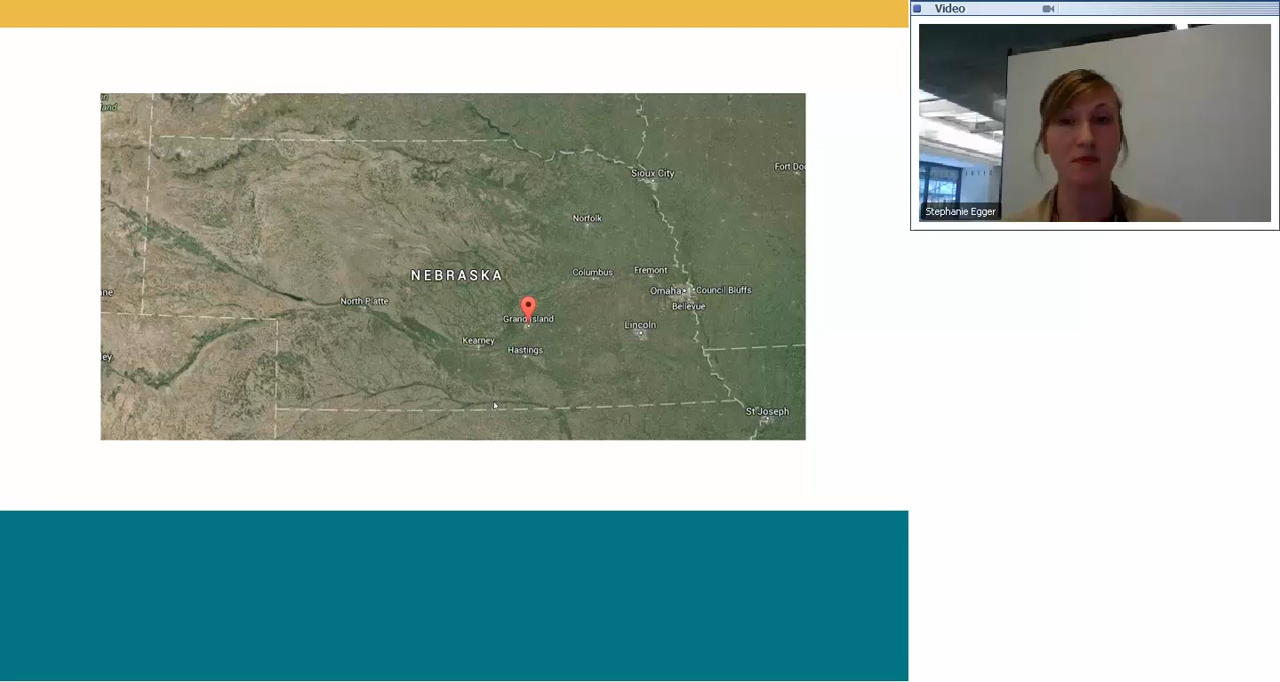 Video
Stephanie Egger
Sioux City
Fort Do
Norfolk
NEBRASKA
Columbus
Fremont
Omaha
Council Bluffs
North Platte
Bellevue
Grand Island
Lincoln
Kearney
Hastings
St Joseph